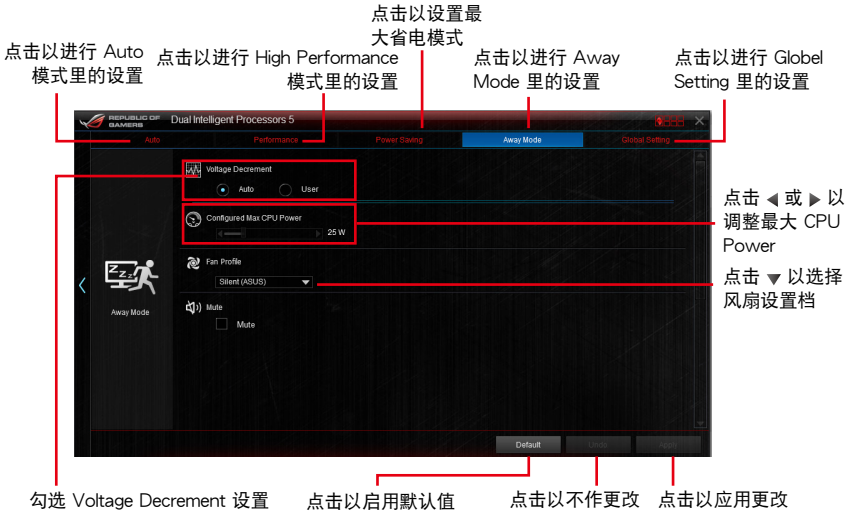 点击以设置最
大省电模式
点击以进行 Auto
模式里的设置
点击以进行 High Performance
模式里的设置
点击以进行 Away
Mode 里的设置
点击以进行 Globel
Setting 里的设置
REPUBLIC OF
GAMERS
Dual Intelligent Processors 5
Auto
Performance
Power Saving
Away Mode
Global Setting
Voltage Decrement
Auto
User
Configured Max CPU Power
25 W
点击 ◀ 或 ▶ 以
调整最大 CPU
Power
Fan Profile
Silent (ASUS)
点击 ▼ 以选择
风扇设置档
Zzz
Away Mode
Mute
Mute
Default
Undo
Apply
勾选 Voltage Decrement 设置
点击以启用默认值
点击以不作更改
点击以应用更改